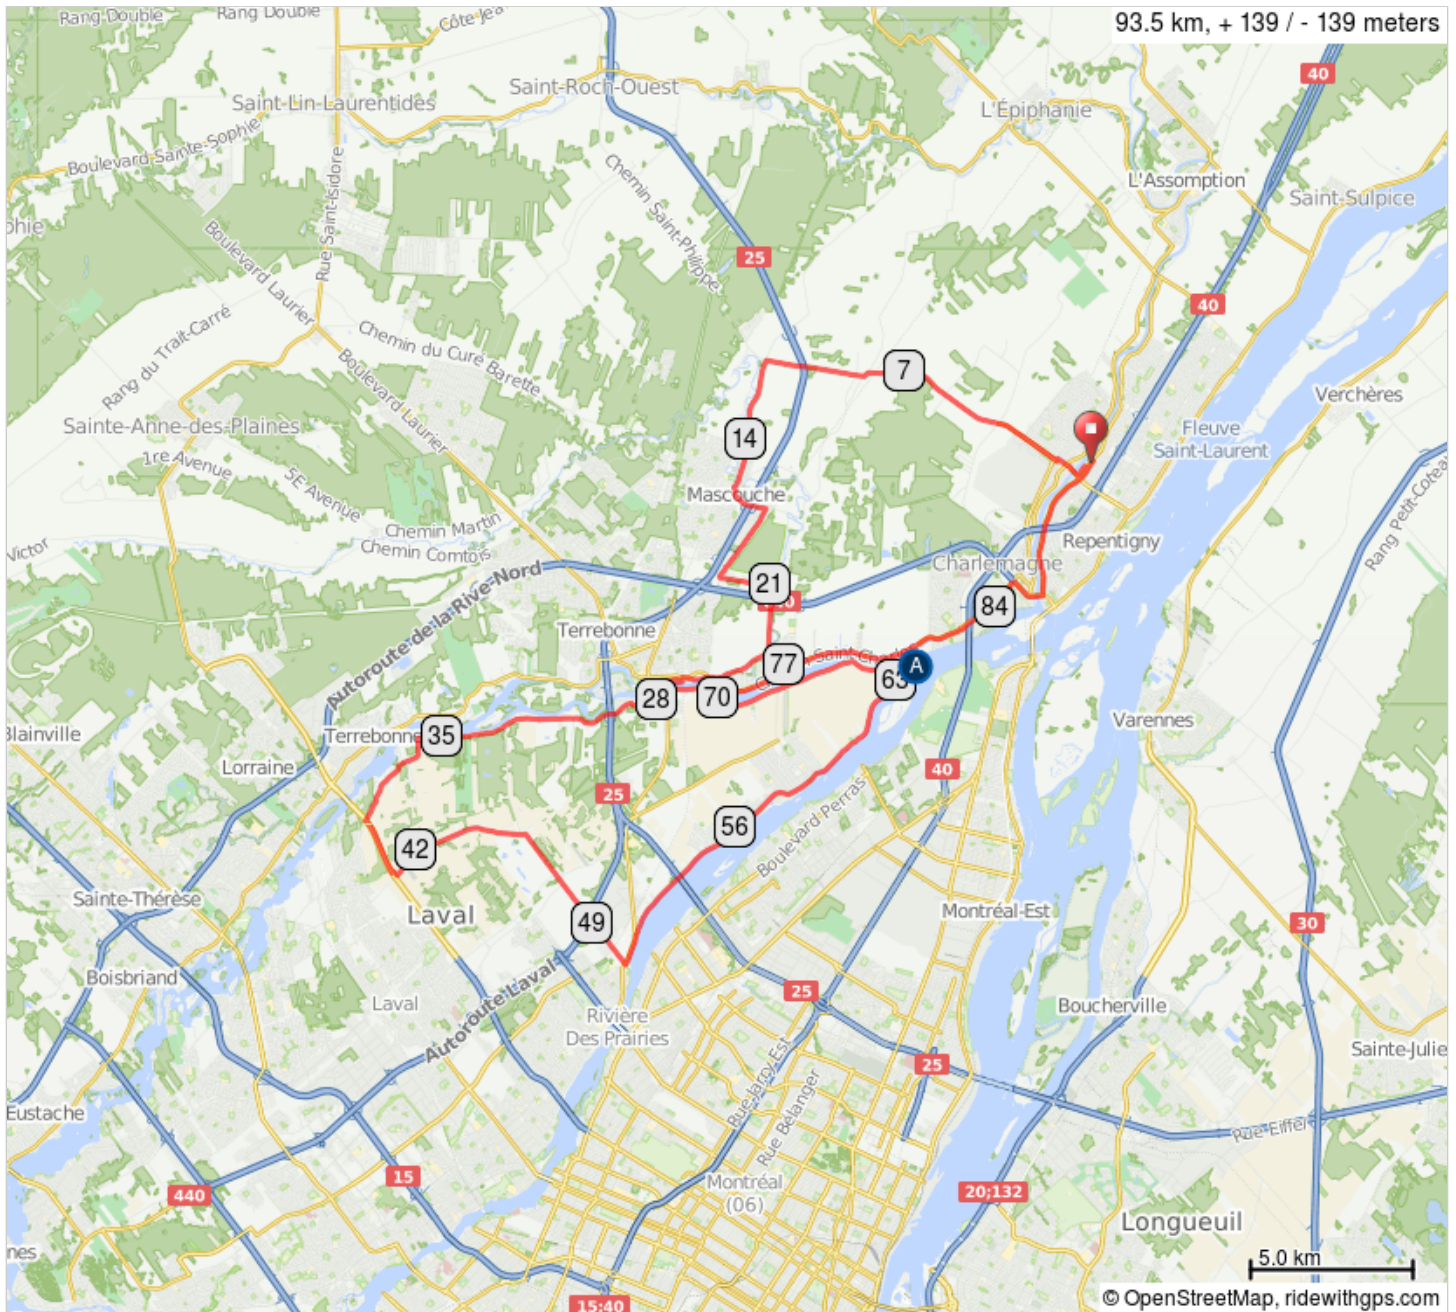 93.5 km, + 139 / - 139 meters
Rang Double
Rang Double
Côte Jea
40
Saint-Roch-Ouest
Saint-Lin-Laurentides
L'Épiphanie
Boulevard Sainte-Sophie
Chemin Saint-Philippe
L'Assomption
Saint-Sulpice
phie
Rue Saint-Isidore
Boulevard Laurier
25
40
Rang du Trait-Carré
Chemin du Curé Barette
Boulevard Laurier
7
Verchères
Sainte-Anne-des-Plaines
14
Fleuve
Saint-Laurent
1re Avenue
5E Avenue
Mascouche
Rang Petit-Coteau
Chemin Martin
Chemin Comtois
Victor
Repentigny
Charlemagne
Autoroute de la Rive-Nord
21
84
Terrebonne
77
A
63
28
70
Varennes
Blainville
Terrebonne
35
Lorraine
40
25
56
Boulevard Perras
42
Sainte-Thérèse
Laval
49
Montréal-Est
30
Boisbriand
Autoroute Laval
25
Laval
Rivière
Des Prairies
Boucherville
Sainte-Julie
25
Rue Jarry Est
Rue Bélanger
Eustache
Rue Eiffel
15
440
Montréal
(06)
20;132
Longueuil
nes
5.0 km
15:40
© OpenStreetMap, ridewithgps.com